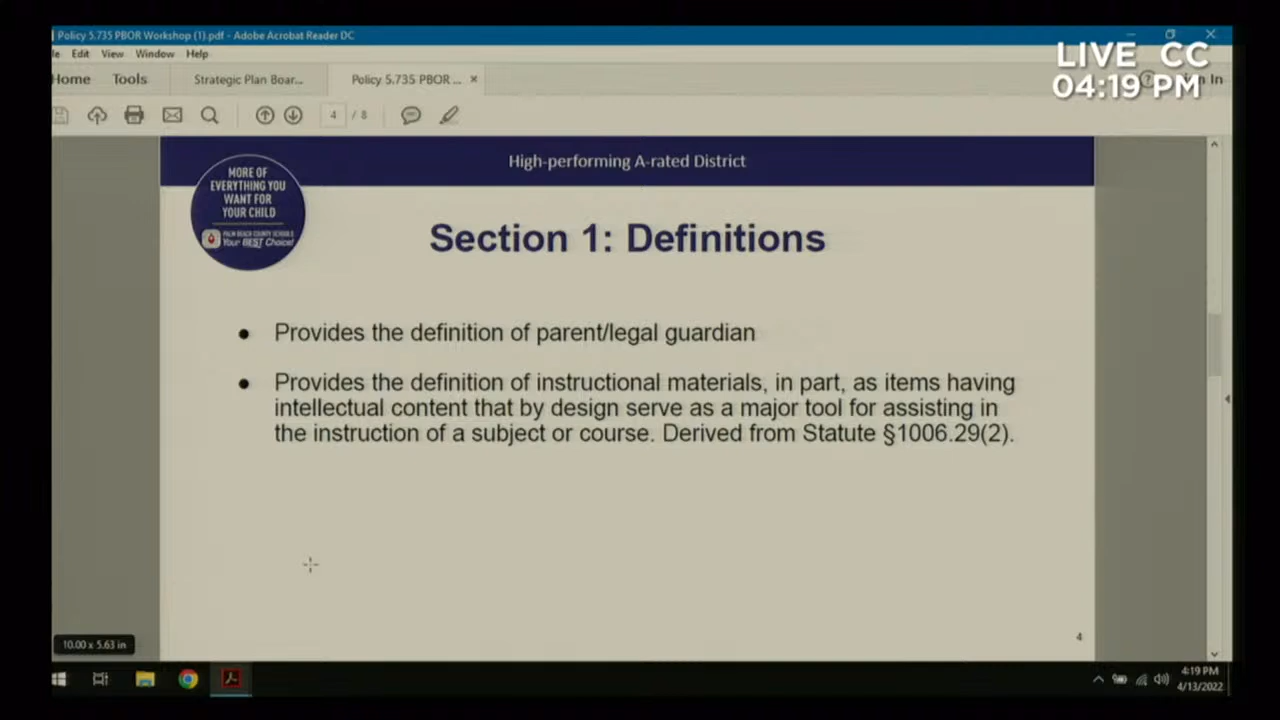 Policy 5.735 PBOR Workshop (1).pdf - Adobe Acrobat Reader DC
Edit View Window Help
LIVE CC
04:19 PM
Home Tools Strategic Plan Boar... Policy 5.735 PBOR ... × In
4 / 8
High-performing A-rated District
MORE OF
EVERYTHING YOU
WANT FOR
YOUR CHILD
PALM BEACH COUNTY SCHOOLS
Your BEST Choice!
Section 1: Definitions
● Provides the definition of parent/legal guardian
● Provides the definition of instructional materials, in part, as items having
intellectual content that by design serve as a major tool for assisting in
the instruction of a subject or course. Derived from Statute §1006.29(2).
4
10.00 x 5.63 in
4:19 PM
4/13/2022